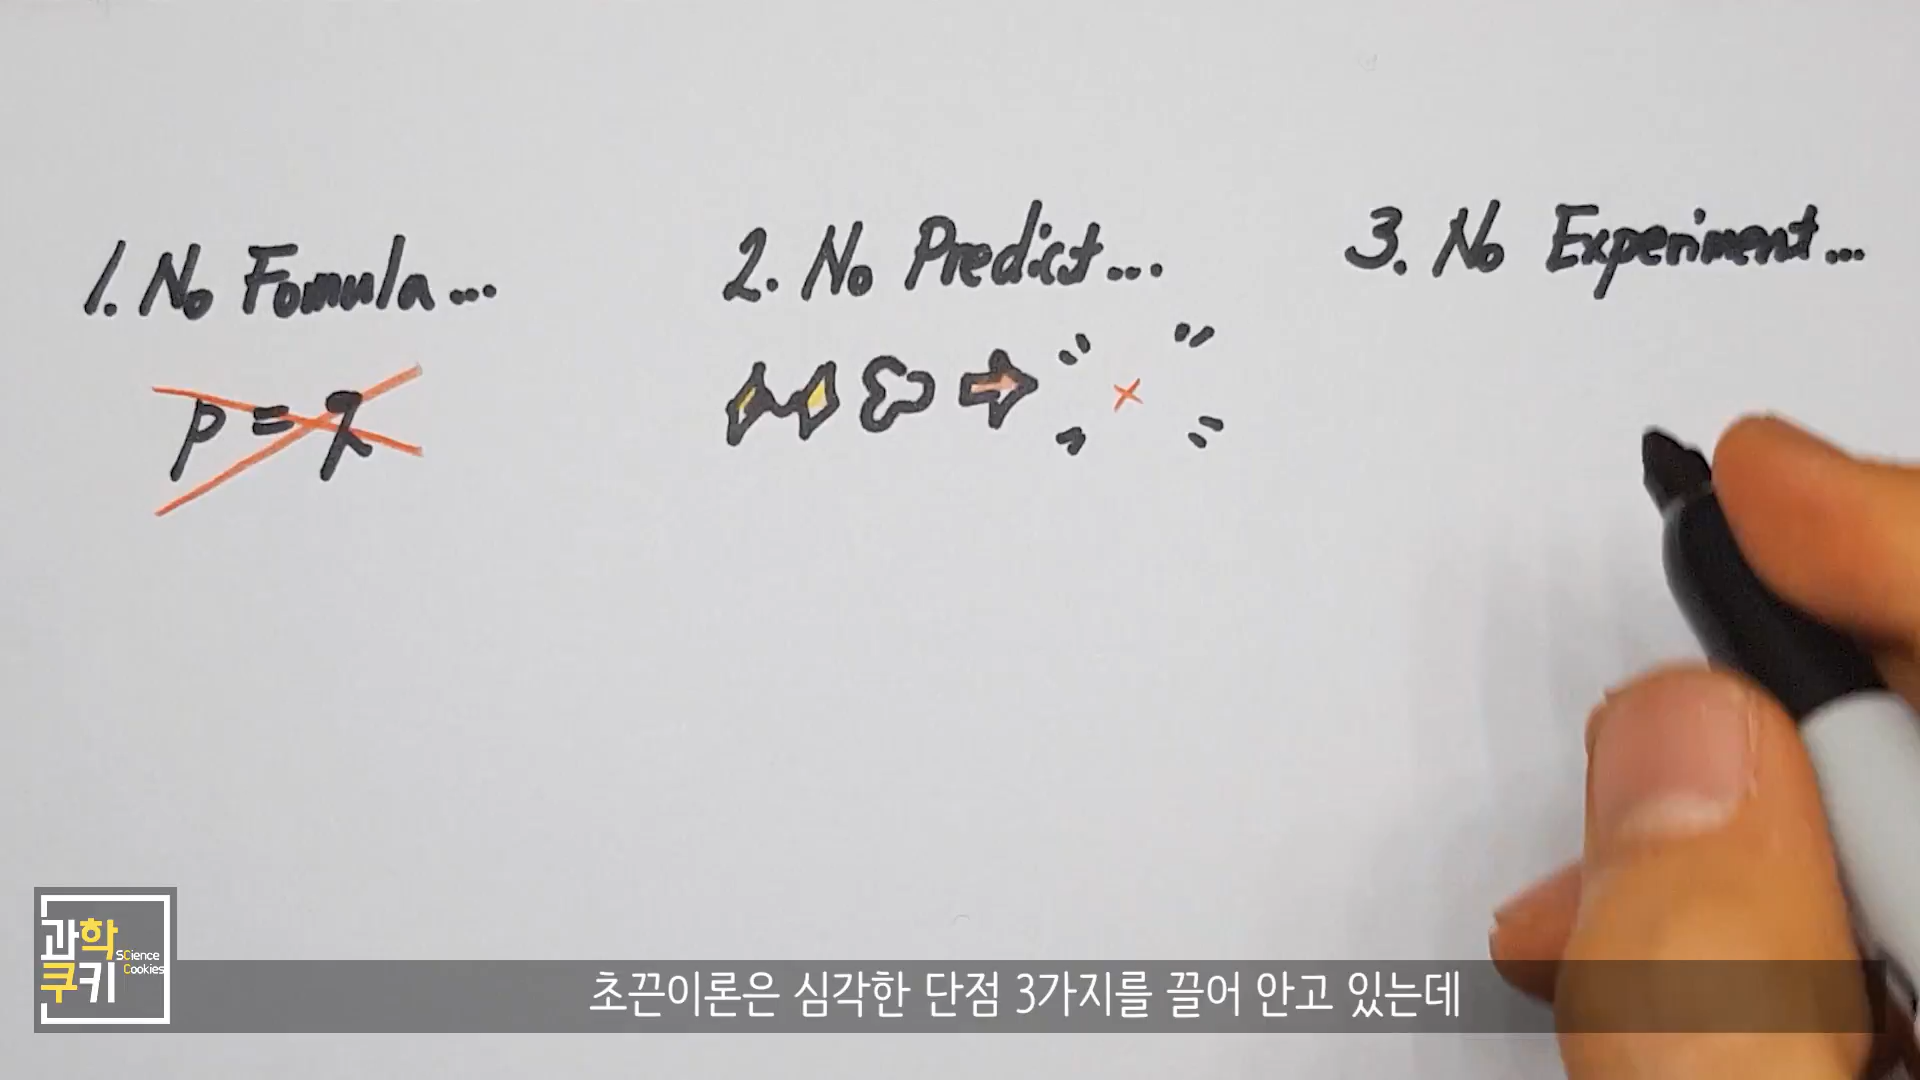 1. No Fomula...
p = q
2. No Predict...
3. No Experiment...
과학
쿠키
SCience
Cookies
초끈이론은 심각한 단점 3가지를 끌어 안고 있는데